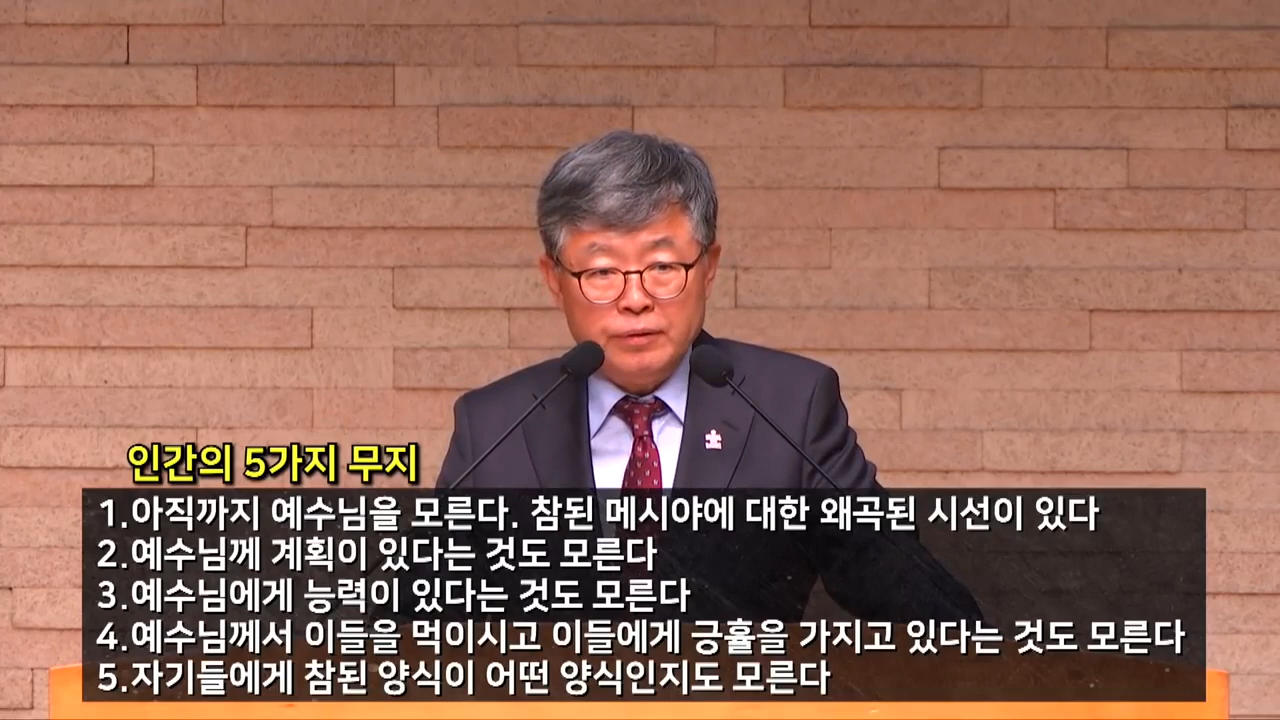 인간의 5가지 무지
1.아직까지 예수님을 모른다. 참된 메시야에 대한 왜곡된 시선이 있다
2.예수님께 계획이 있다는 것도 모른다
3.예수님에게 능력이 있다는 것도 모른다
4.예수님께서 이들을 먹이시고 이들에게 긍휼을 가지고 있다는 것도 모른다
5.자기들에게 참된 양식이 어떤 양식인지도 모른다